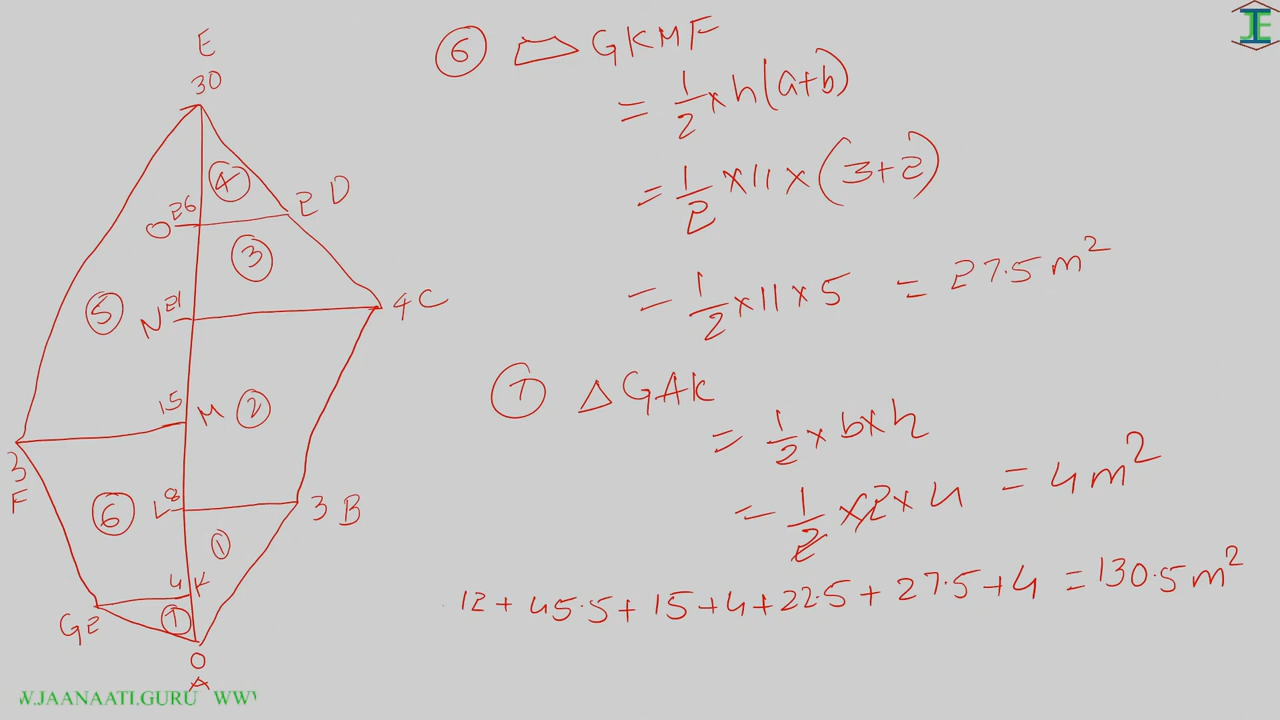 E
30
④
26
O
2 D
③
⑤
21
N
4 C
15
M
②
3
F
8
L
3 B
⑥
①
4
K
G 2
⑦
0
A
⑥ ⏢ GKMF
= 1/2 × h(a+b)
= 1/2 × 11 × (3+2)
= 1/2 × 11 × 5 = 27.5 m²
⑦ △ GAK
= 1/2 × b × h
= 1/2 × 2 × 4 = 4 m²
12 + 45.5 + 15 + 4 + 22.5 + 27.5 + 4 = 130.5 m²
W.JAANAATI.GURU WWV
JE